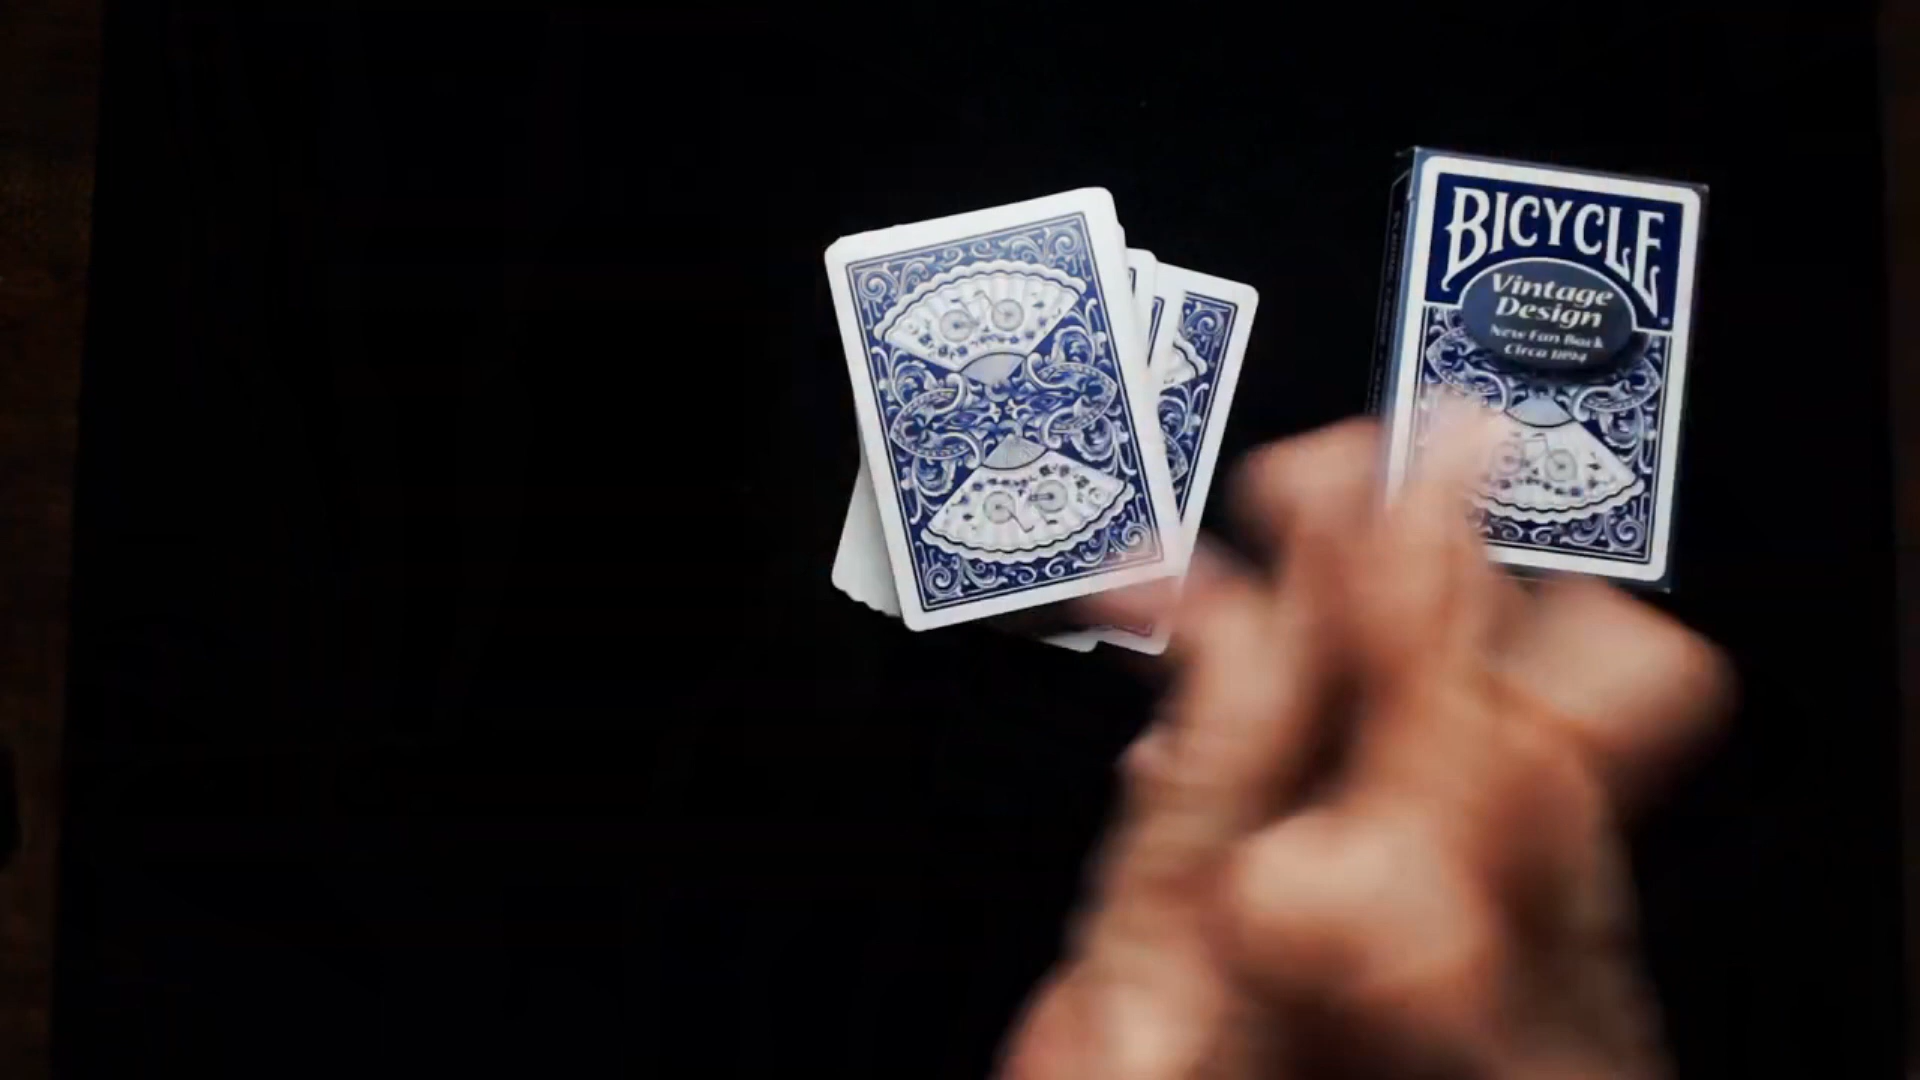 BICYCLE
Vintage
Design
New Fan Back
Circa 1894